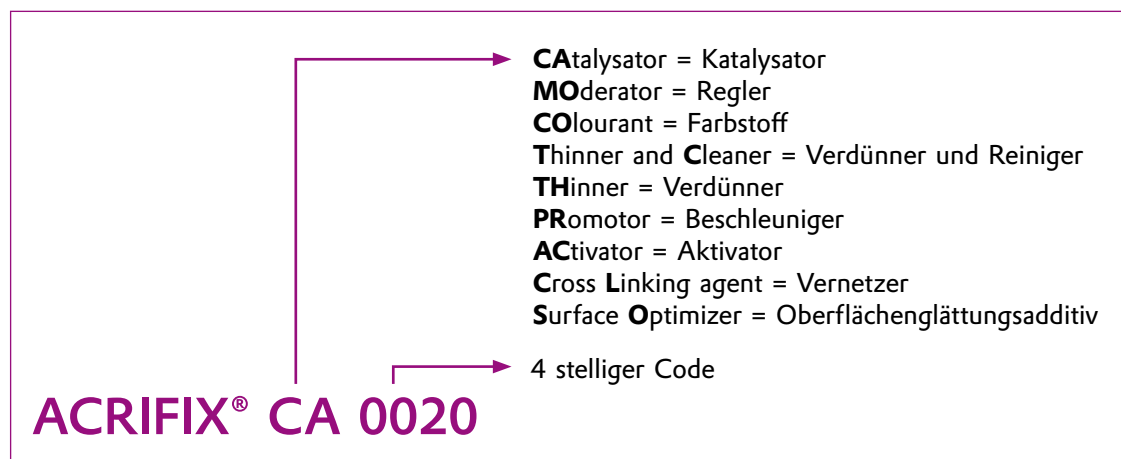 CAtalysator = Katalysator
MOderator = Regler
COlourant = Farbstoff
Thinner and Cleaner = Verdünner und Reiniger
THinner = Verdünner
PRomotor = Beschleuniger
ACtivator = Aktivator
Cross Linking agent = Vernetzer
Surface Optimizer = Oberflächenglättungsadditiv
4 stelliger Code
ACRIFIX® CA 0020